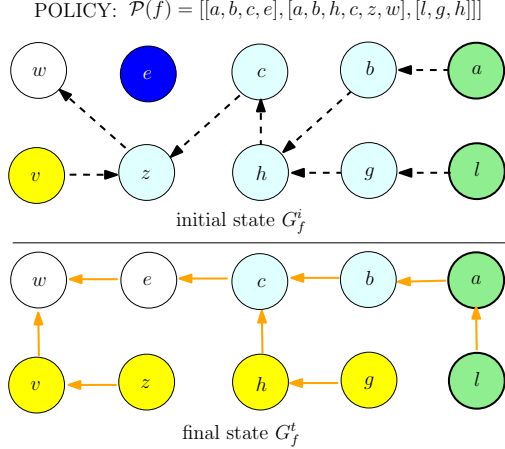 POLICY: P(f) = [[a, b, c, e], [a, b, h, c, z, w], [l, g, h]]]
w e c b a
v z h g l
initial state G_f^i
w e c b a
v z h g l
final state G_f^t